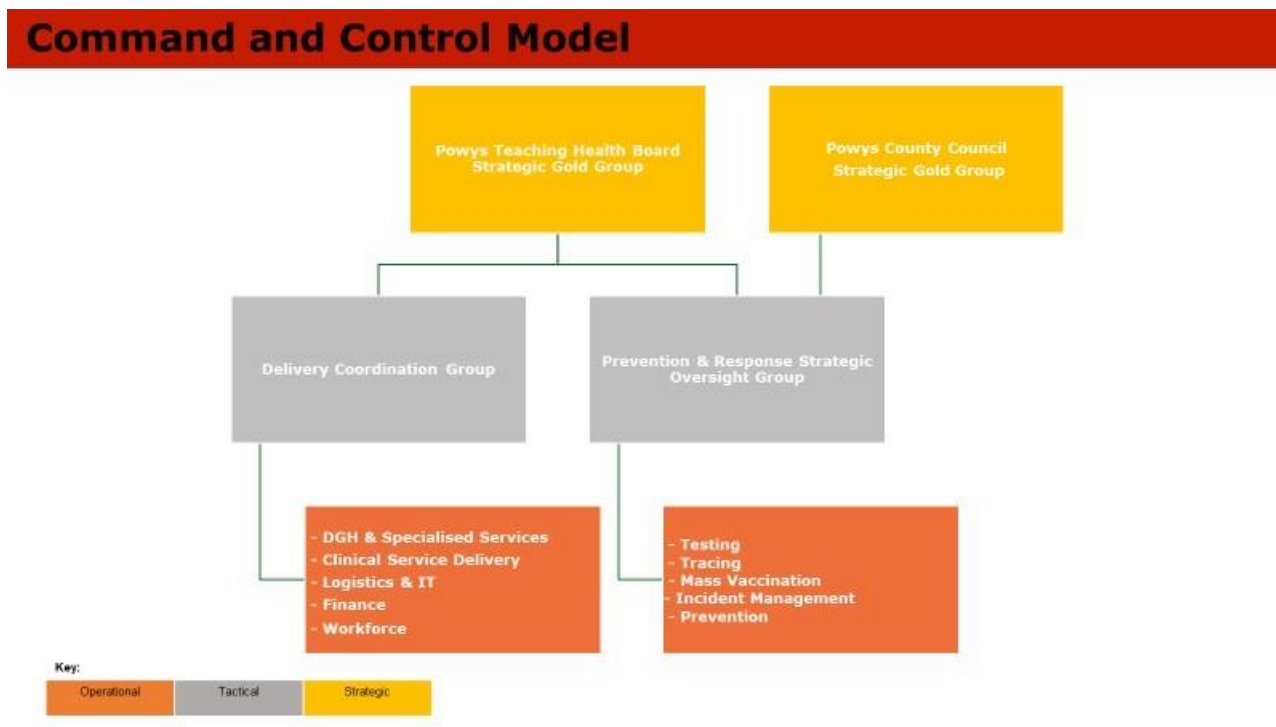 Command and Control Model
Powys Teaching Health Board
Strategic Gold Group
Powys County Council
Strategic Gold Group
Delivery Coordination Group
Prevention & Response Strategic
Oversight Group
- DGH & Specialised Services
- Clinical Service Delivery
- Logistics & IT
- Finance
- Workforce
- Testing
- Tracing
- Mass Vaccination
- Incident Management
- Prevention
Key:
Operational
Tactical
Strategic